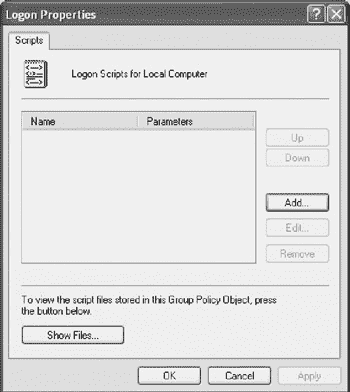 Logon Properties
Scripts
Logon Scripts for Local Computer
Name Parameters
Up
Down
Add...
Edit...
Remove
To view the script files stored in this Group Policy Object, press
the button below.
Show Files...
OK Cancel Apply